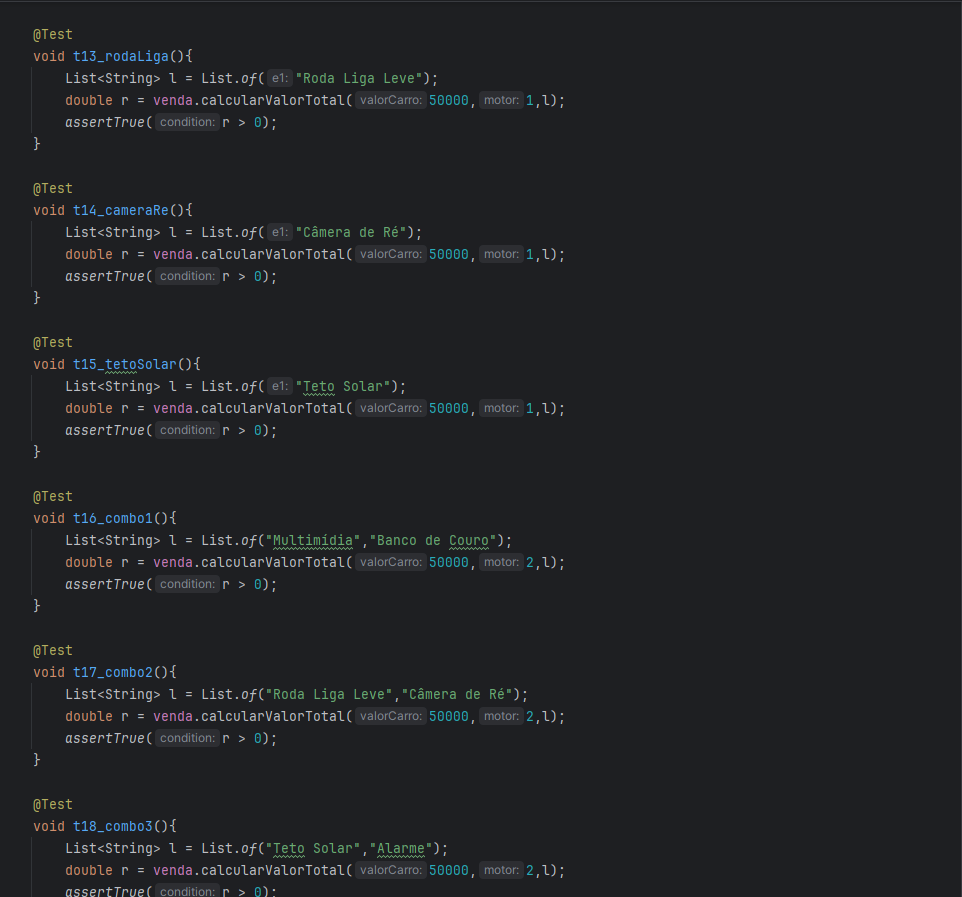 @Test
void t13_rodaLiga(){
List<String> l = List.of( e1: "Roda Liga Leve");
double r = venda.calcularValorTotal( valorCarro: 50000, motor: 1,l);
assertTrue( condition: r > 0);
}
@Test
void t14_cameraRe(){
List<String> l = List.of( e1: "Câmera de Ré");
double r = venda.calcularValorTotal( valorCarro: 50000, motor: 1,l);
assertTrue( condition: r > 0);
}
@Test
void t15_tetoSolar(){
List<String> l = List.of( e1: "Teto Solar");
double r = venda.calcularValorTotal( valorCarro: 50000, motor: 1,l);
assertTrue( condition: r > 0);
}
@Test
void t16_combo1(){
List<String> l = List.of("Multimidia","Banco de Couro");
double r = venda.calcularValorTotal( valorCarro: 50000, motor: 2,l);
assertTrue( condition: r > 0);
}
@Test
void t17_combo2(){
List<String> l = List.of("Roda Liga Leve","Câmera de Ré");
double r = venda.calcularValorTotal( valorCarro: 50000, motor: 2,l);
assertTrue( condition: r > 0);
}
@Test
void t18_combo3(){
List<String> l = List.of("Teto Solar","Alarme");
double r = venda.calcularValorTotal( valorCarro: 50000, motor: 2,l);
assertTrue( condition: r > 0);